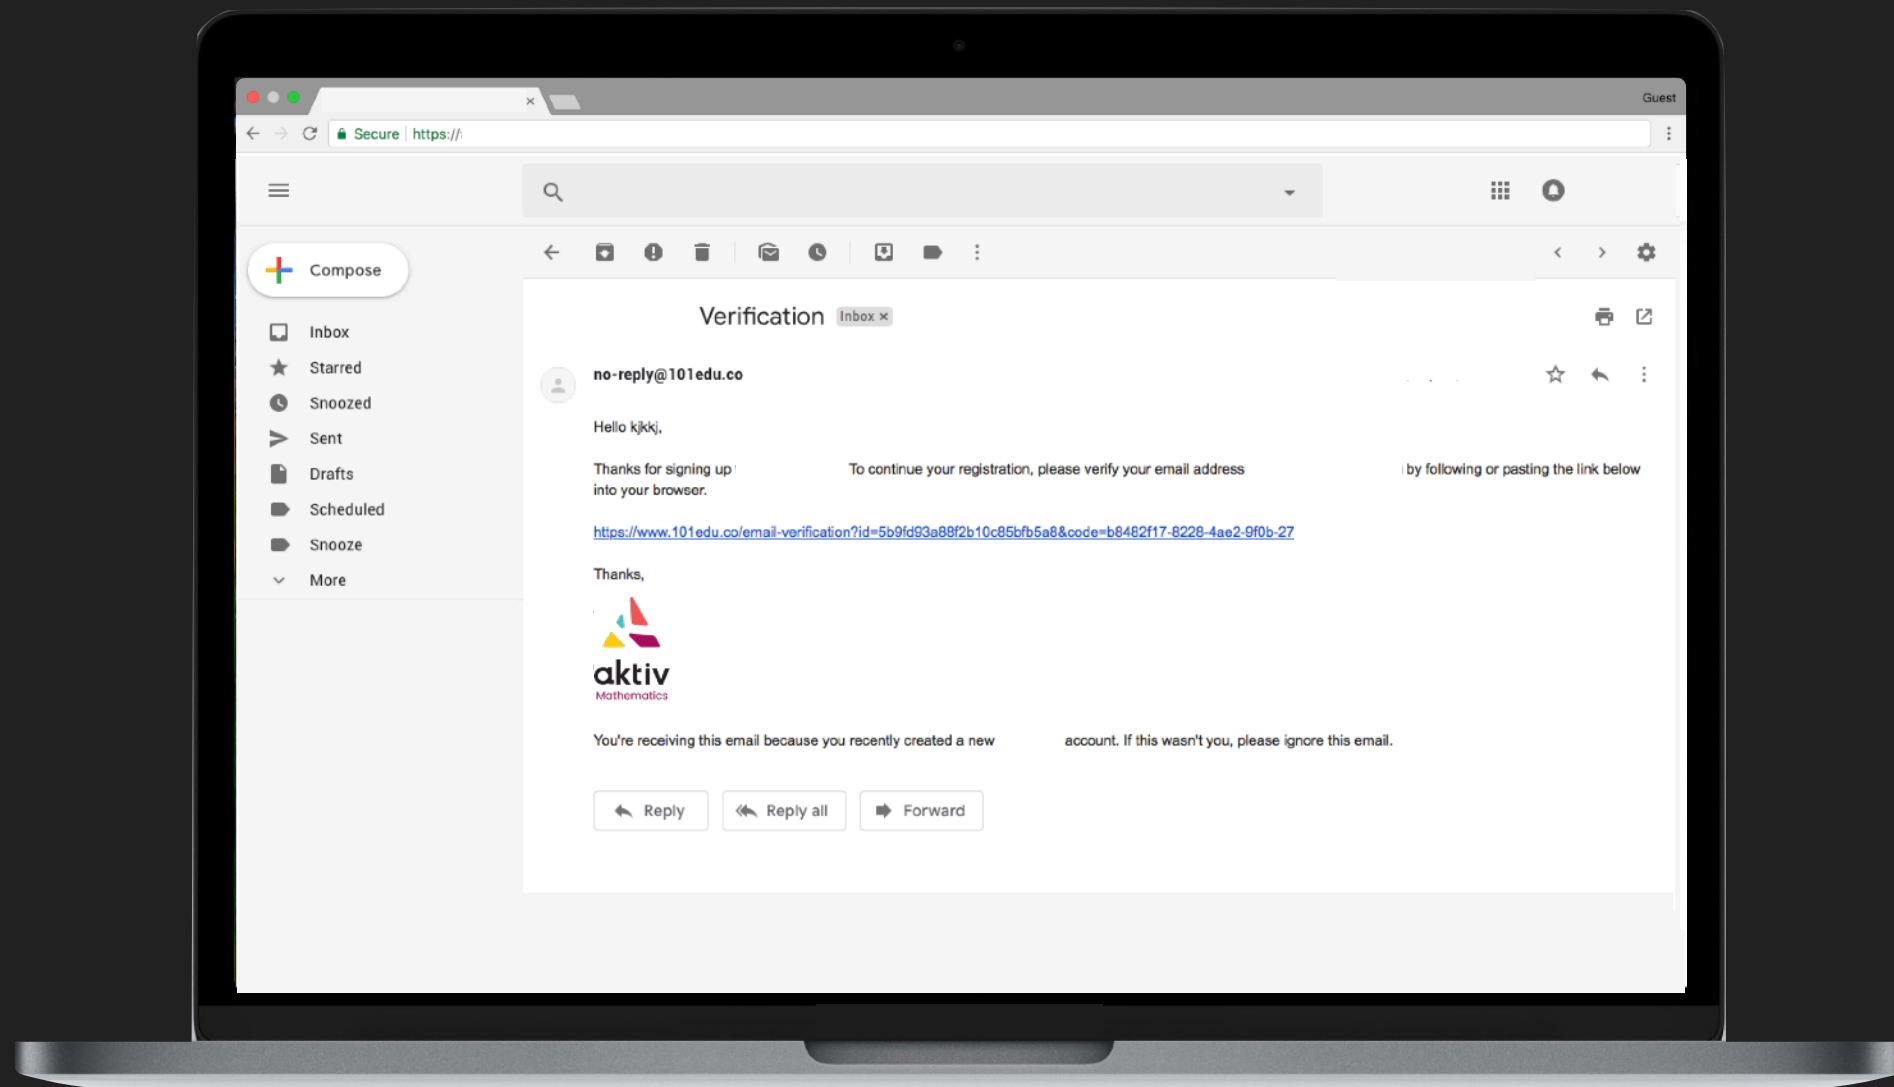 Guest
Secure https://
Compose
Inbox
Starred
Snoozed
Sent
Drafts
Scheduled
Snooze
More
Verification Inbox ×
no-reply@101edu.co
Hello kjkkj,
Thanks for signing up To continue your registration, please verify your email address by following or pasting the link below
into your browser.
https://www.101edu.co/email-verification?id=5b9fd93a88f2b10c85bfb5a8&code=b8482f17-8228-4ae2-9f0b-27
Thanks,
aktiv
Mathematics
You're receiving this email because you recently created a new account. If this wasn't you, please ignore this email.
Reply Reply all Forward